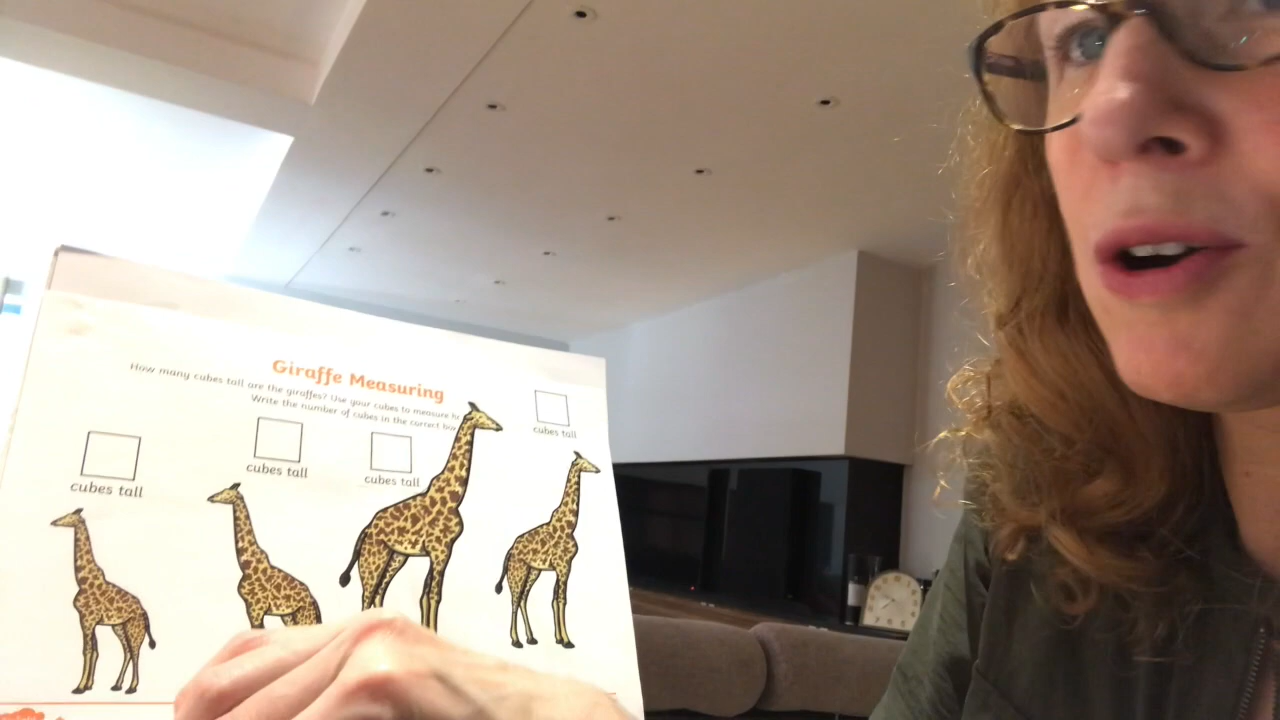 Giraffe Measuring
How many cubes tall are the giraffes? Use your cubes to measure
Write the number of cubes in the correct
cubes tall
cubes tall
cubes tall
cubes tall